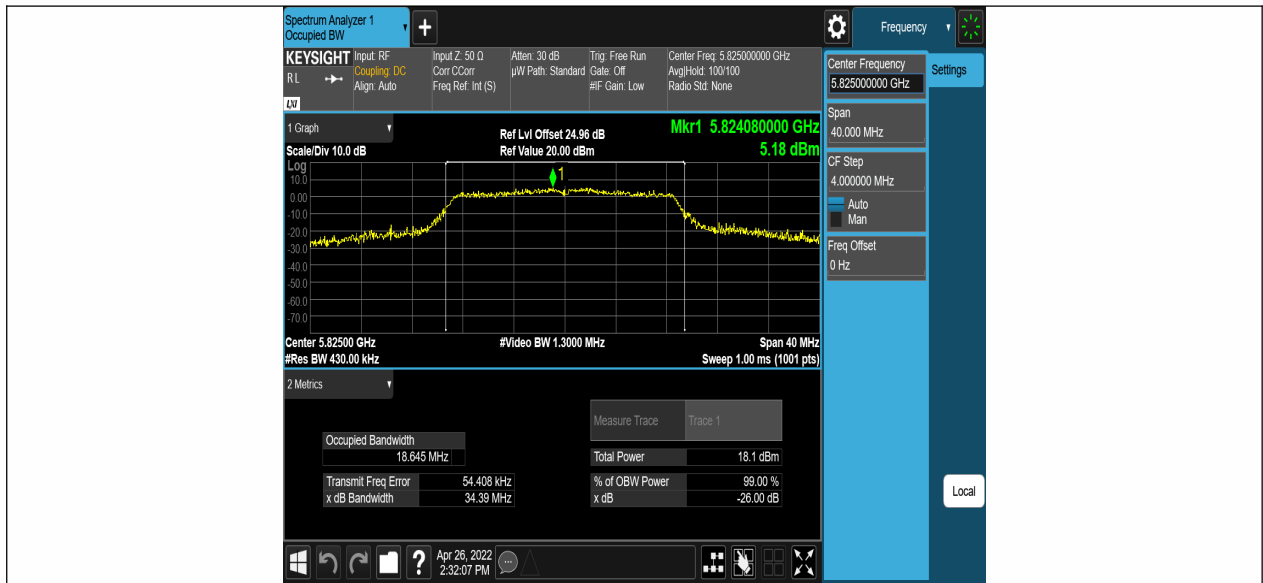 Spectrum Analyzer 1
Occupied BW
+
Frequency
KEYSIGHT
RL
LXI
Input: RF
Coupling: DC
Align: Auto
Input Z: 50 Ω
Corr CCorr
Freq Ref: Int (S)
Atten: 30 dB
µW Path: Standard
Trig: Free Run
Gate: Off
#IF Gain: Low
Center Freq: 5.825000000 GHz
Avg|Hold: 100/100
Radio Std: None
Center Frequency
5.825000000 GHz
Settings
Span
40.000 MHz
CF Step
4.000000 MHz
Auto
Man
Freq Offset
0 Hz
Local
1 Graph
Scale/Div 10.0 dB
Ref Lvl Offset 24.96 dB
Ref Value 20.00 dBm
Mkr1 5.824080000 GHz
5.18 dBm
Log
10.0
0.00
-10.0
-20.0
-30.0
-40.0
-50.0
-60.0
-70.0
1
Center 5.82500 GHz
#Video BW 1.3000 MHz
Span 40 MHz
#Res BW 430.00 kHz
Sweep 1.00 ms (1001 pts)
2 Metrics
Measure Trace Trace 1
Occupied Bandwidth
18.645 MHz
Total Power 18.1 dBm
Transmit Freq Error 54.408 kHz
% of OBW Power 99.00 %
x dB Bandwidth 34.39 MHz
x dB -26.00 dB
?
Apr 26, 2022
2:32:07 PM